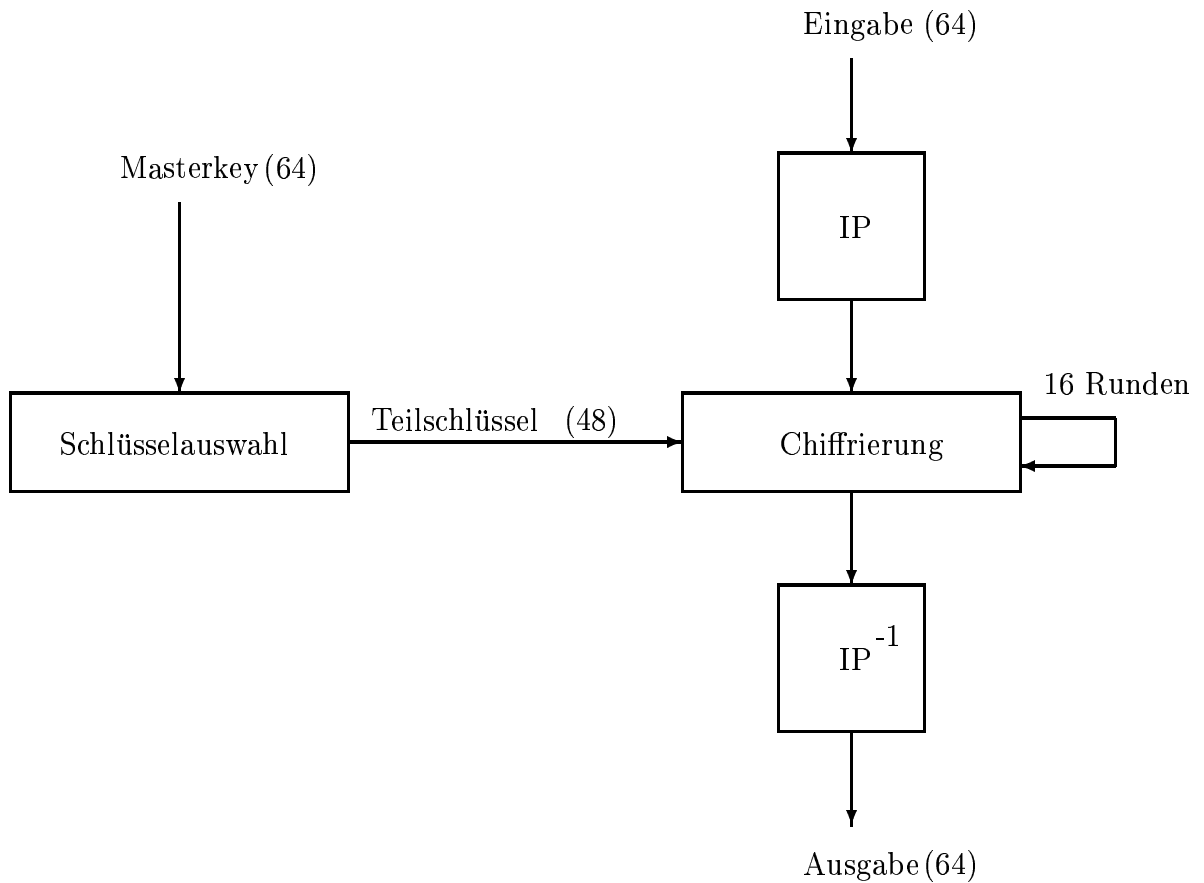 Eingabe (64)
Masterkey (64)
IP
16 Runden
Teilschlüssel (48)
Schlüsselauswahl
Chiffrierung
IP -1
Ausgabe (64)